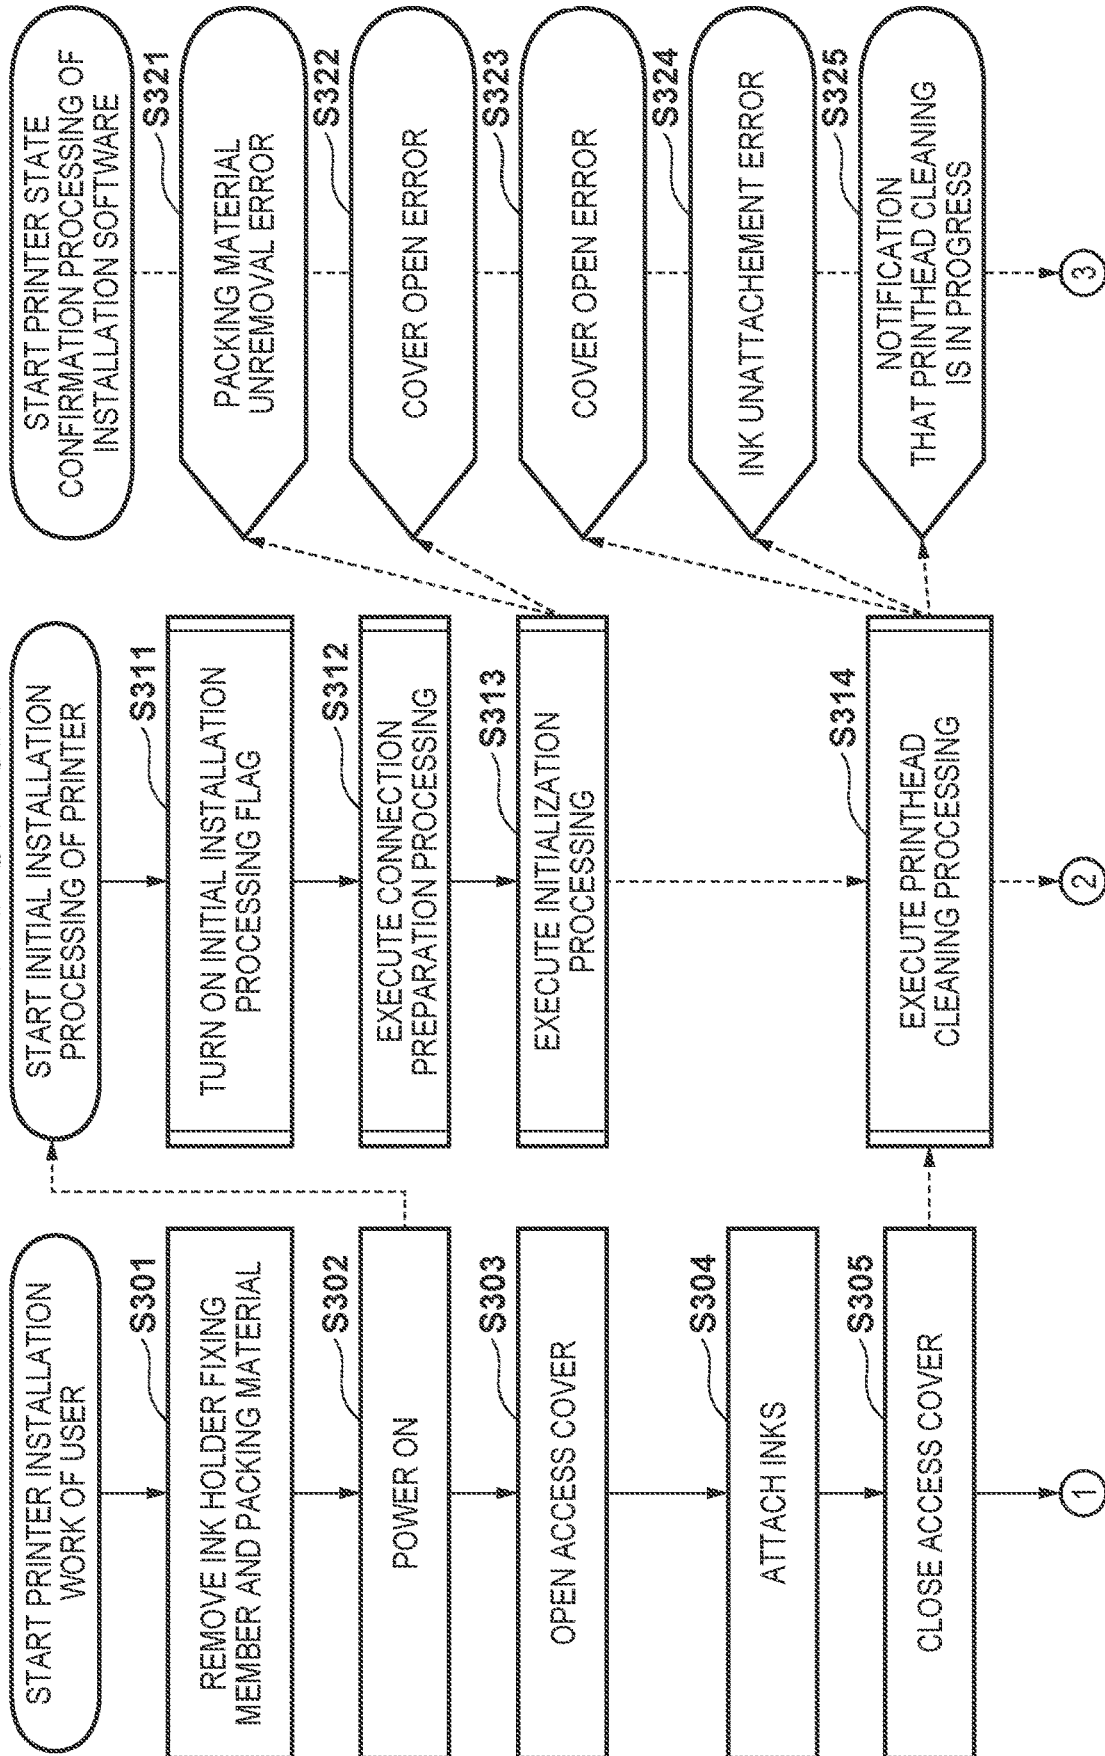 START PRINTER INSTALLATION
WORK OF USER
S301
REMOVE INK HOLDER FIXING
MEMBER AND PACKING MATERIAL
S302
POWER ON
S303
OPEN ACCESS COVER
S304
ATTACH INKS
S305
CLOSE ACCESS COVER
1
START INITIAL INSTALLATION
PROCESSING OF PRINTER
S311
TURN ON INITIAL INSTALLATION
PROCESSING FLAG
S312
EXECUTE CONNECTION
PREPARATION PROCESSING
S313
EXECUTE INITIALIZATION
PROCESSING
S314
EXECUTE PRINTHEAD
CLEANING PROCESSING
2
START PRINTER STATE
CONFIRMATION PROCESSING OF
INSTALLATION SOFTWARE
S321
PACKING MATERIAL
UNREMOVAL ERROR
S322
COVER OPEN ERROR
S323
COVER OPEN ERROR
S324
INK UNATTACHEMENT ERROR
S325
NOTIFICATION
THAT PRINTHEAD CLEANING
IS IN PROGRESS
3